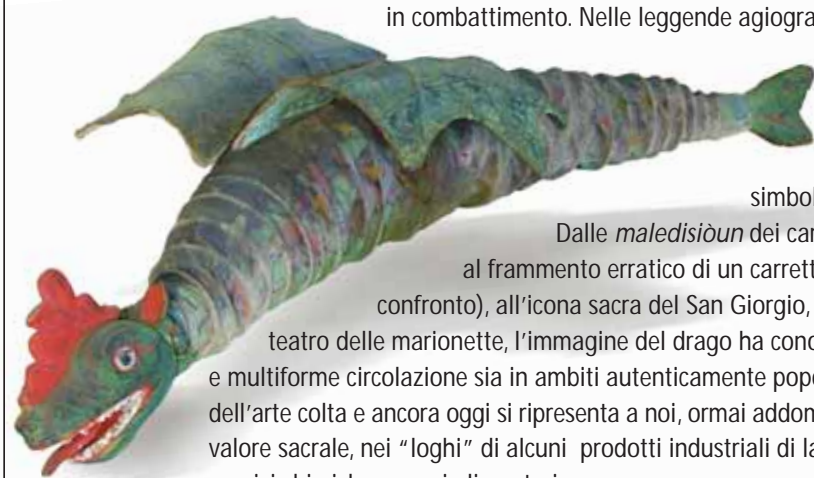 in combattimento. Nelle leggende agiogra
simbol
Dalle maledisiòun dei car
al frammento erratico di un carrett
confronto), all'icona sacra del San Giorgio,
teatro delle marionette, l'immagine del drago ha cono
e multiforme circolazione sia in ambiti autenticamente pope
dell'arte colta e ancora oggi si ripresenta a noi, ormai addom
valore sacrale, nei "loghi" di alcuni prodotti industriali di la